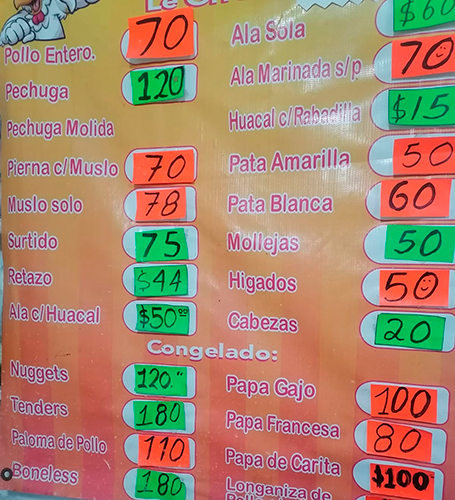 Pollo Entero. 70
Pechuga 120
Pechuga Molida
Pierna c/Muslo 70
Muslo solo 78
Surtido 75
Retazo $44
Ala c/Huacal $50.00
Ala Sola $60
Ala Marinada s/p 70
Huacal c/Rabadilla $15
Pata Amarilla 50
Pata Blanca 60
Mollejas 50
Higados 50
Cabezas 20
Congelado:
Nuggets 120.
Tenders 180
Paloma de Pollo 110
Boneless 180
Papa Gajo 100
Papa Francesa 80
Papa de Carita $100
Longaniza de